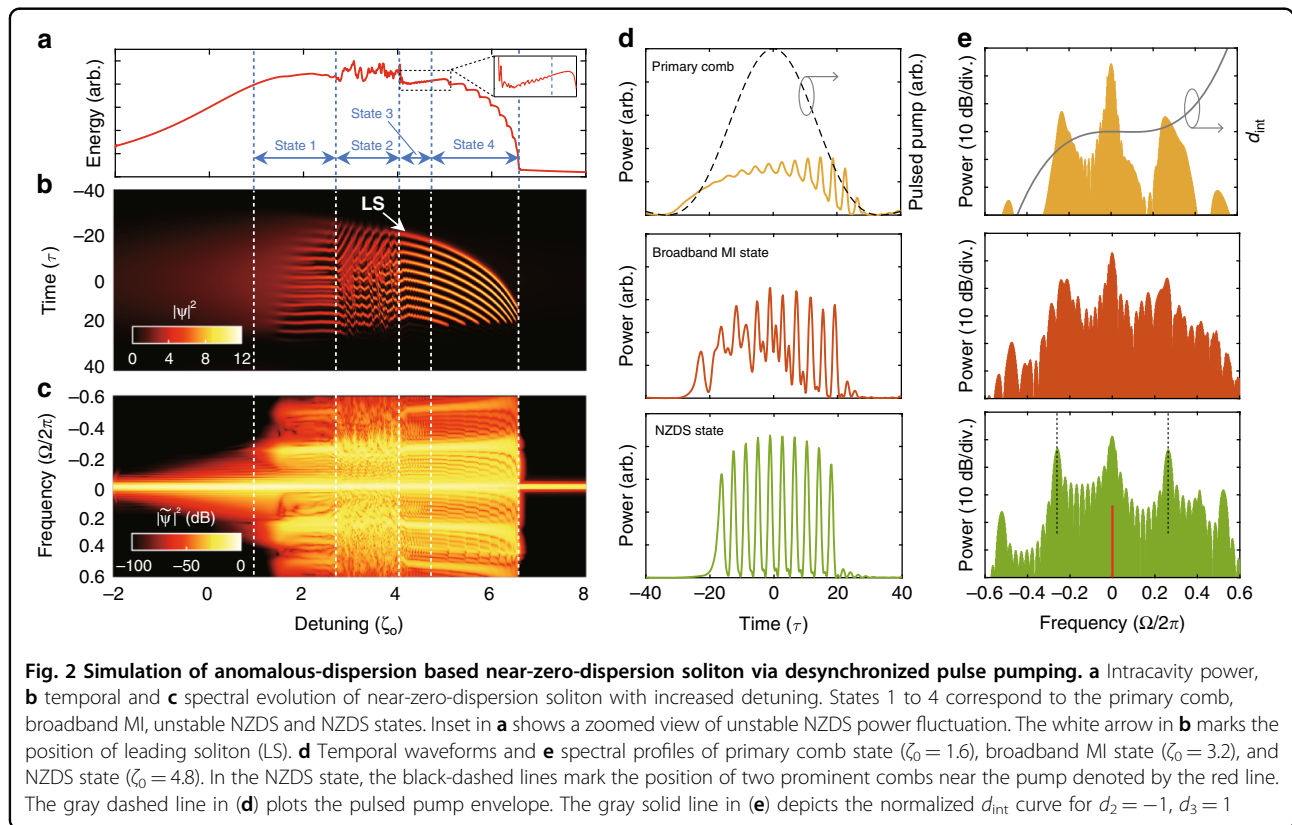 a
Energy (arb.)
State 1
State 2
State 3
State 4
b
−40
−20
0
20
40
Time (τ)
LS
|ψ|²
0 4 8 12
c
−0.6
−0.4
−0.2
0
0.2
0.4
0.6
Frequency (Ω/2π)
|ψ̃|² (dB)
−100 −50 0
−2 0 2 4 6 8
Detuning (ζₒ)
d
Primary comb
Power (arb.)
Pulsed pump (arb.)
−40 −20 0 20 40
Broadband MI state
Power (arb.)
−40 −20 0 20 40
NZDS state
Power (arb.)
−40 −20 0 20 40
Time (τ)
e
Power (10 dB/div.)
d_int
Power (10 dB/div.)
Power (10 dB/div.)
−0.6 −0.4 −0.2 0 0.2 0.4 0.6
Frequency (Ω/2π)
Fig. 2 Simulation of anomalous-dispersion based near-zero-dispersion soliton via desynchronized pulse pumping. a Intracavity power,
b temporal and c spectral evolution of near-zero-dispersion soliton with increased detuning. States 1 to 4 correspond to the primary comb,
broadband MI, unstable NZDS and NZDS states. Inset in a shows a zoomed view of unstable NZDS power fluctuation. The white arrow in b marks the
position of leading soliton (LS). d Temporal waveforms and e spectral profiles of primary comb state (ζ₀ = 1.6), broadband MI state (ζ₀ = 3.2), and
NZDS state (ζ₀ = 4.8). In the NZDS state, the black-dashed lines mark the position of two prominent combs near the pump denoted by the red line.
The gray dashed line in (d) plots the pulsed pump envelope. The gray solid line in (e) depicts the normalized d_int curve for d₂ = −1, d₃ = 1